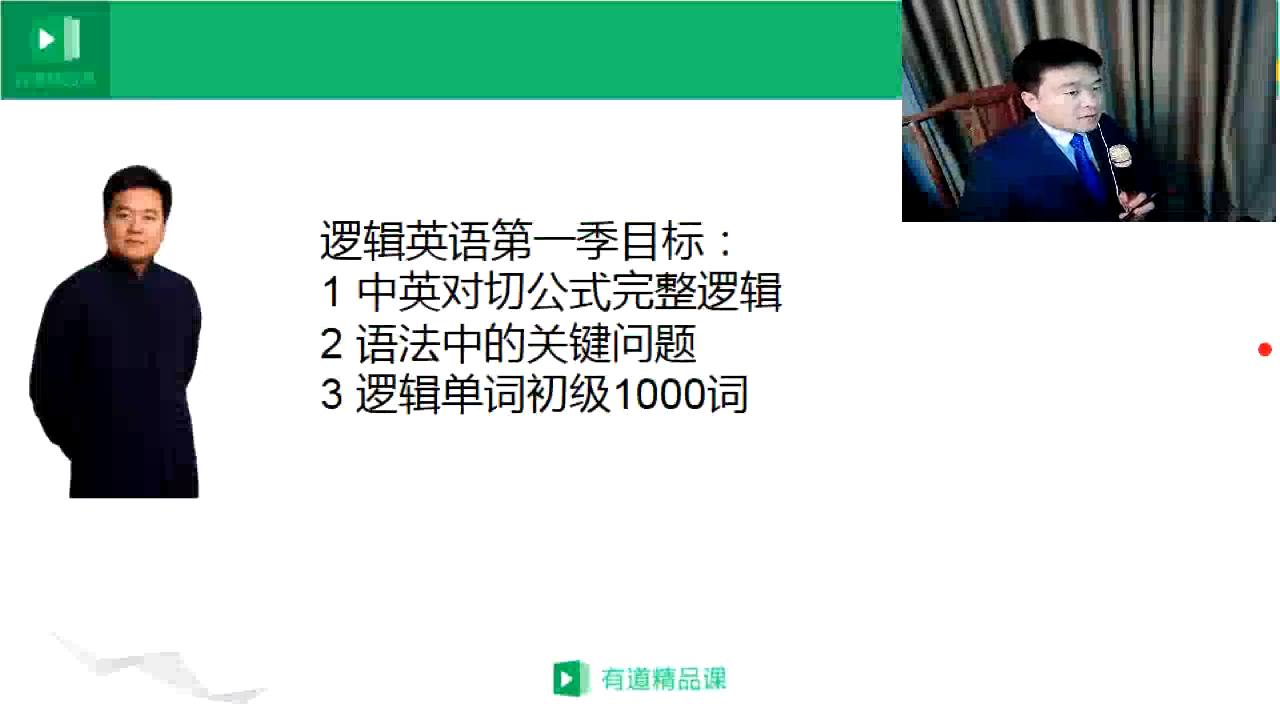 逻辑英语第一季目标：
1 中英对切公式完整逻辑
2 语法中的关键问题
3 逻辑单词初级1000词
有道精品课